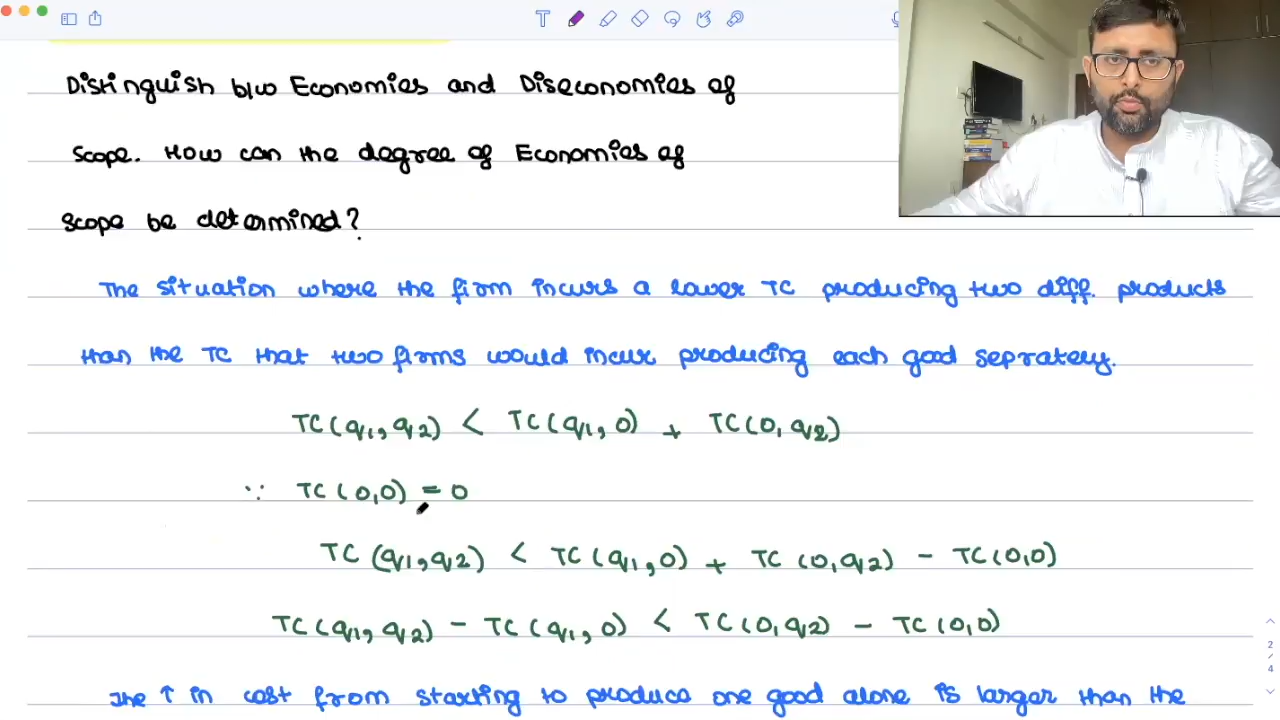 Distinguish b/w Economies and Diseconomies of
Scope. How can the degree of Economies of
Scope be determined?
The situation where the firm incurs a lower TC producing two diff. products
than the TC that two firms would incur producing each good seprately.
TC(q1, q2) < TC(q1, 0) + TC(0, q2)
∵ TC(0,0) = 0
TC(q1, q2) < TC(q1, 0) + TC(0, q2) - TC(0,0)
TC(q1, q2) - TC(q1, 0) < TC(0, q2) - TC(0,0)
The ↑ in cost from starting to produce one good alone is larger than the
2
/
4